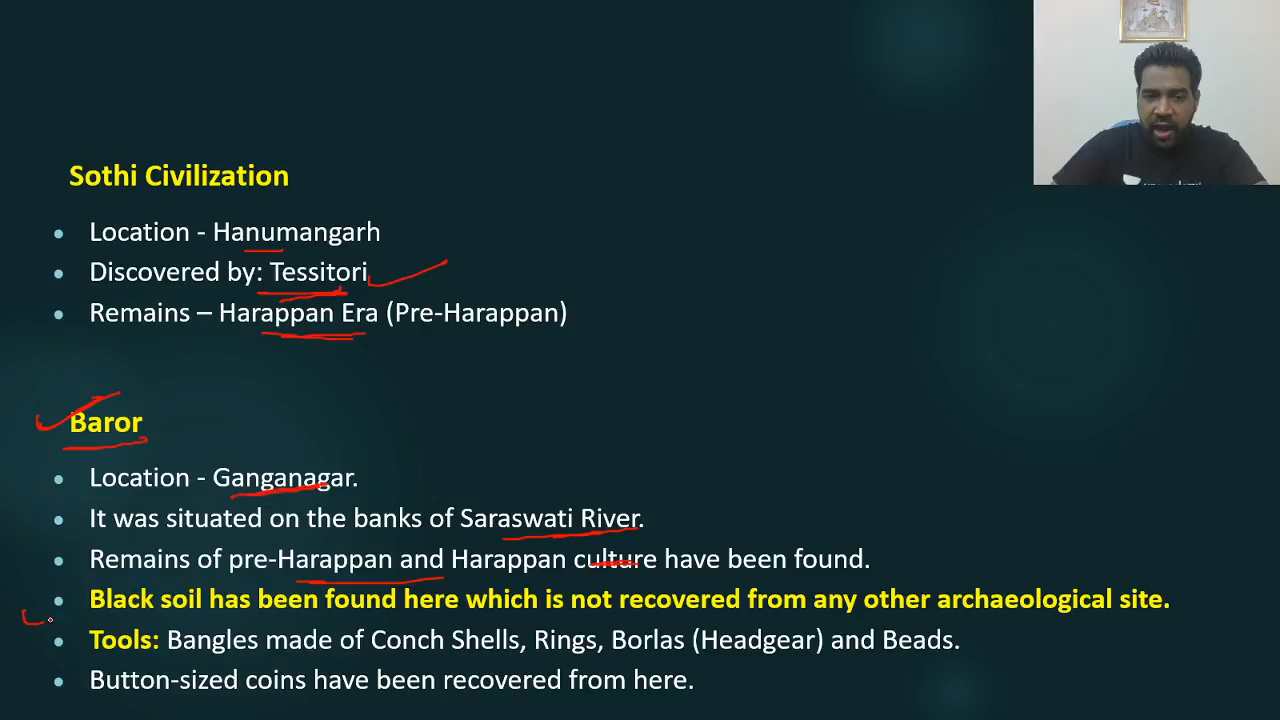 Sothi Civilization
Location - Hanumangarh
Discovered by: Tessitori
Remains – Harappan Era (Pre-Harappan)
Baror
Location - Ganganagar.
It was situated on the banks of Saraswati River.
Remains of pre-Harappan and Harappan culture have been found.
Black soil has been found here which is not recovered from any other archaeological site.
Tools: Bangles made of Conch Shells, Rings, Borlas (Headgear) and Beads.
Button-sized coins have been recovered from here.